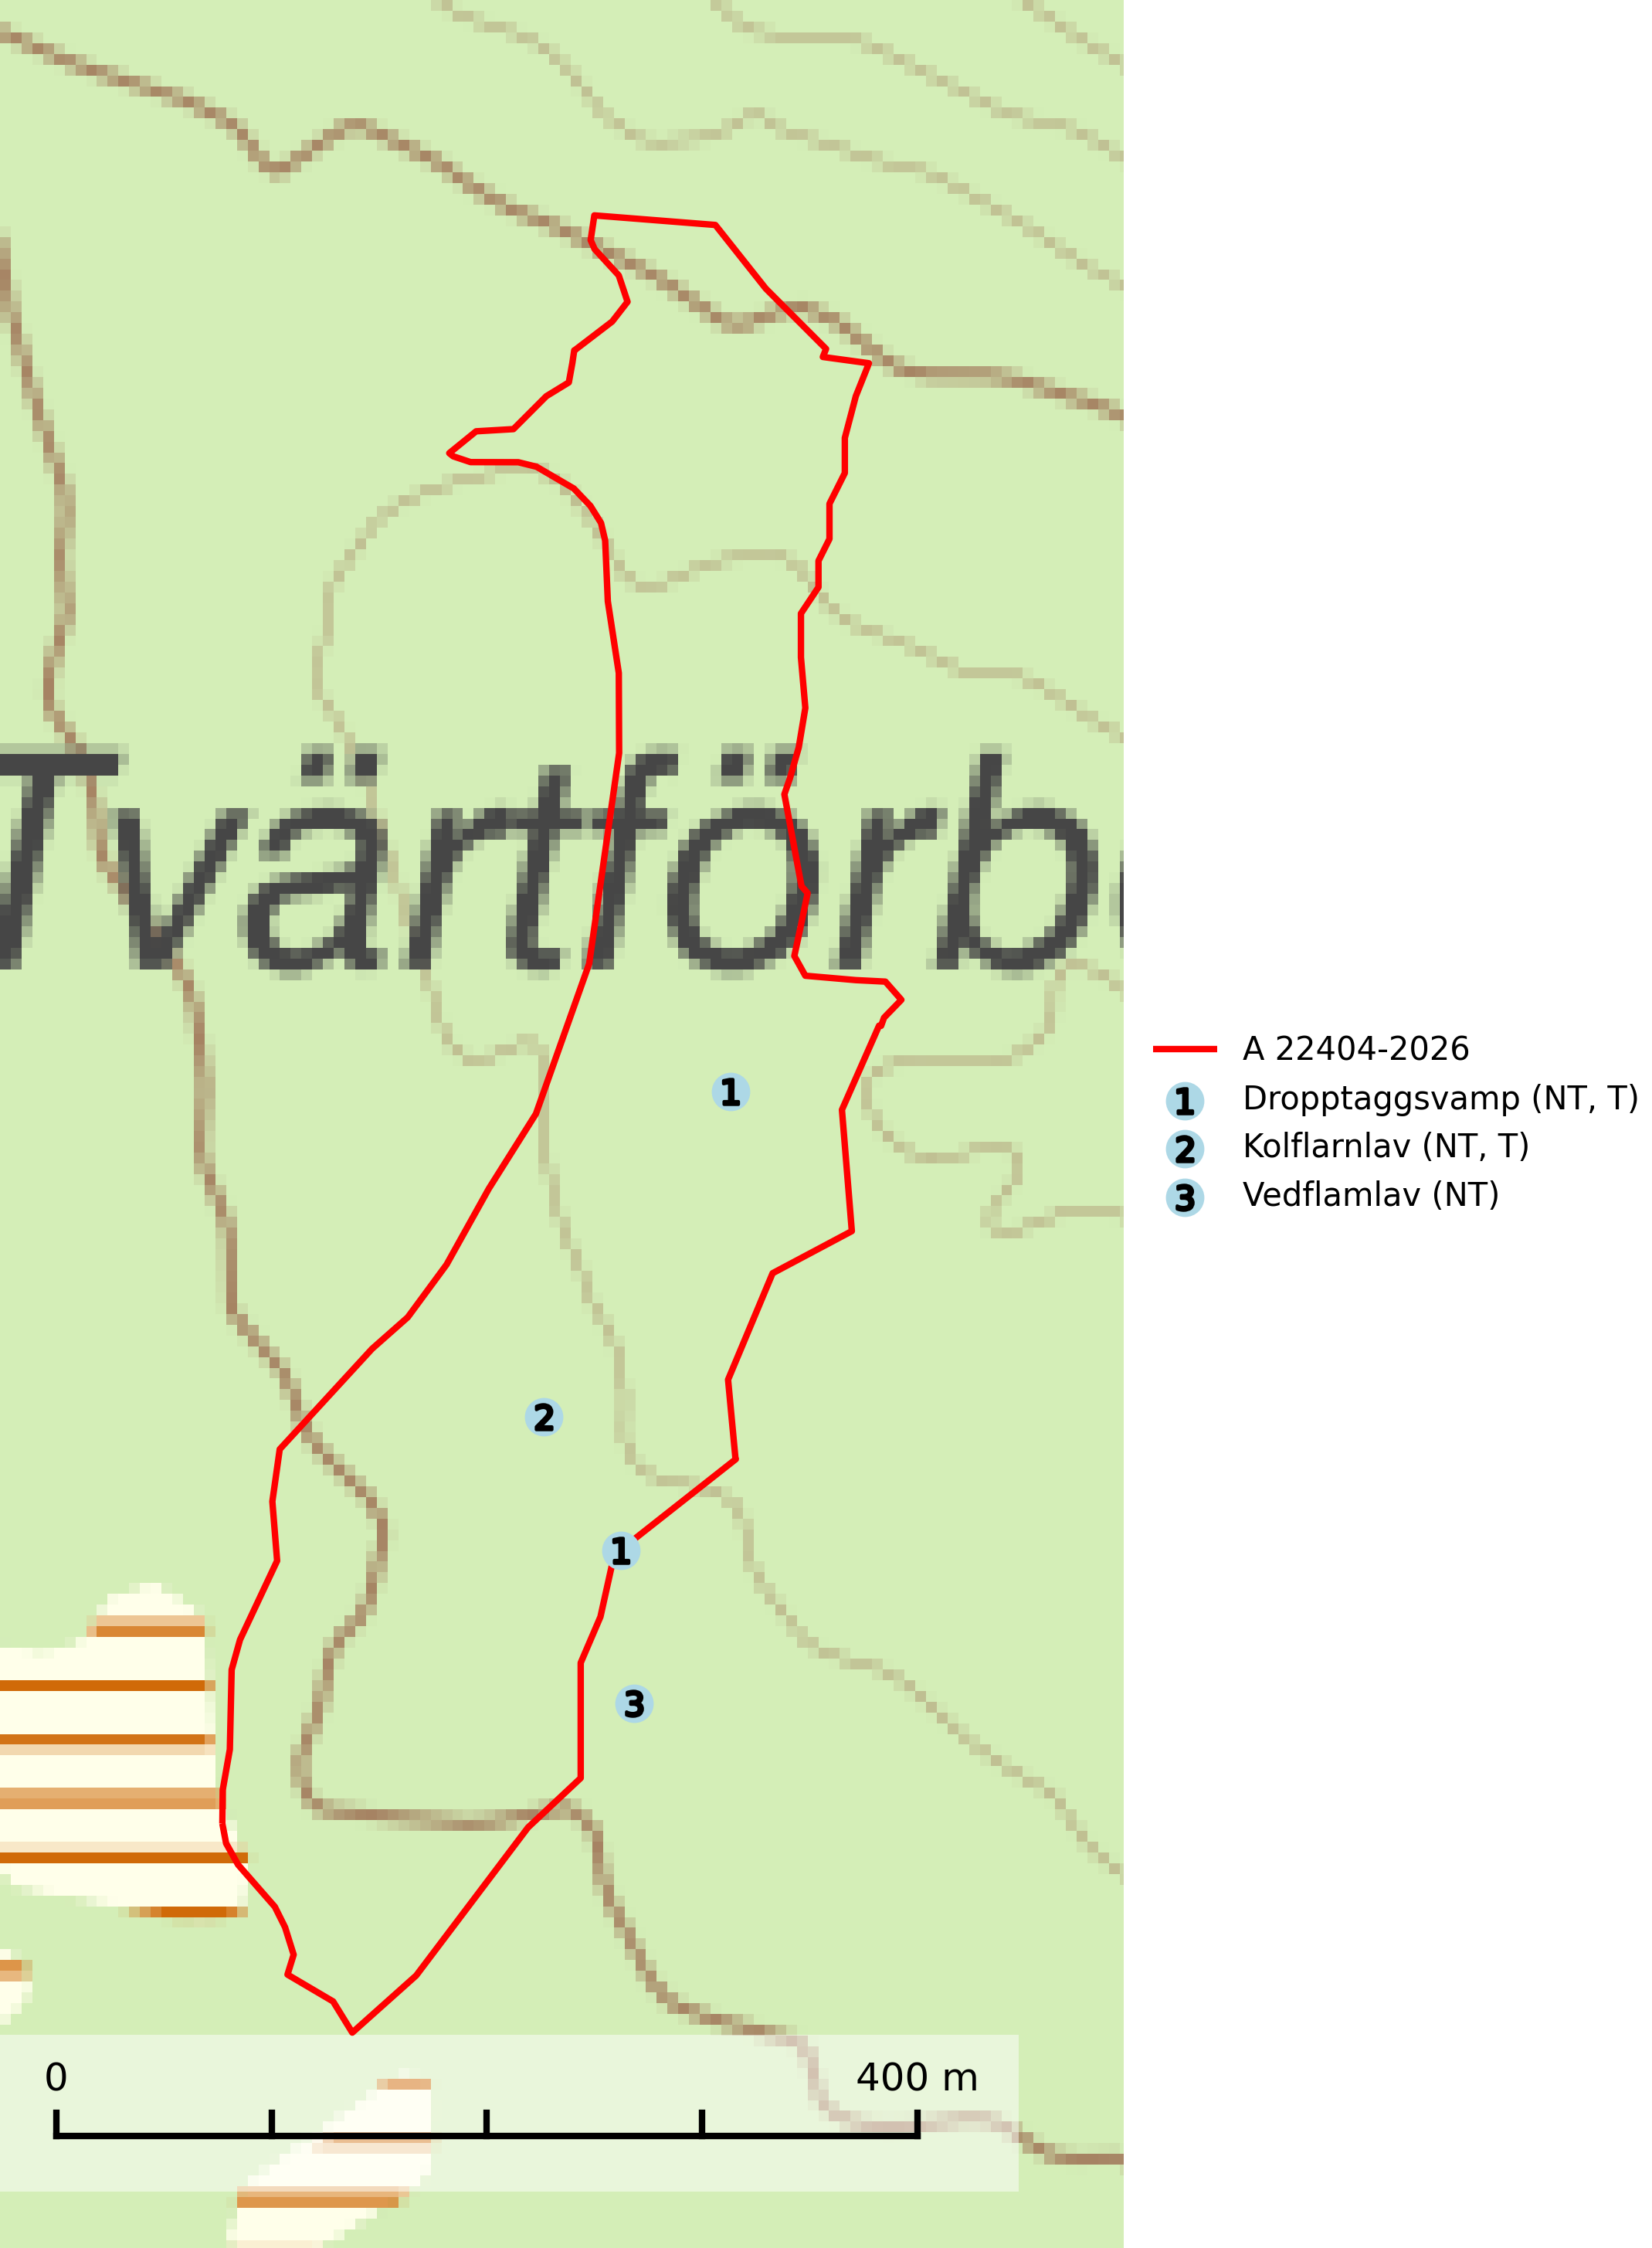 Tvärtförb
1
2
1
3
0 400 m
A 22404-2026
1 Dropptaggsvamp (NT, T)
2 Kolflarnlav (NT, T)
3 Vedflamlav (NT)